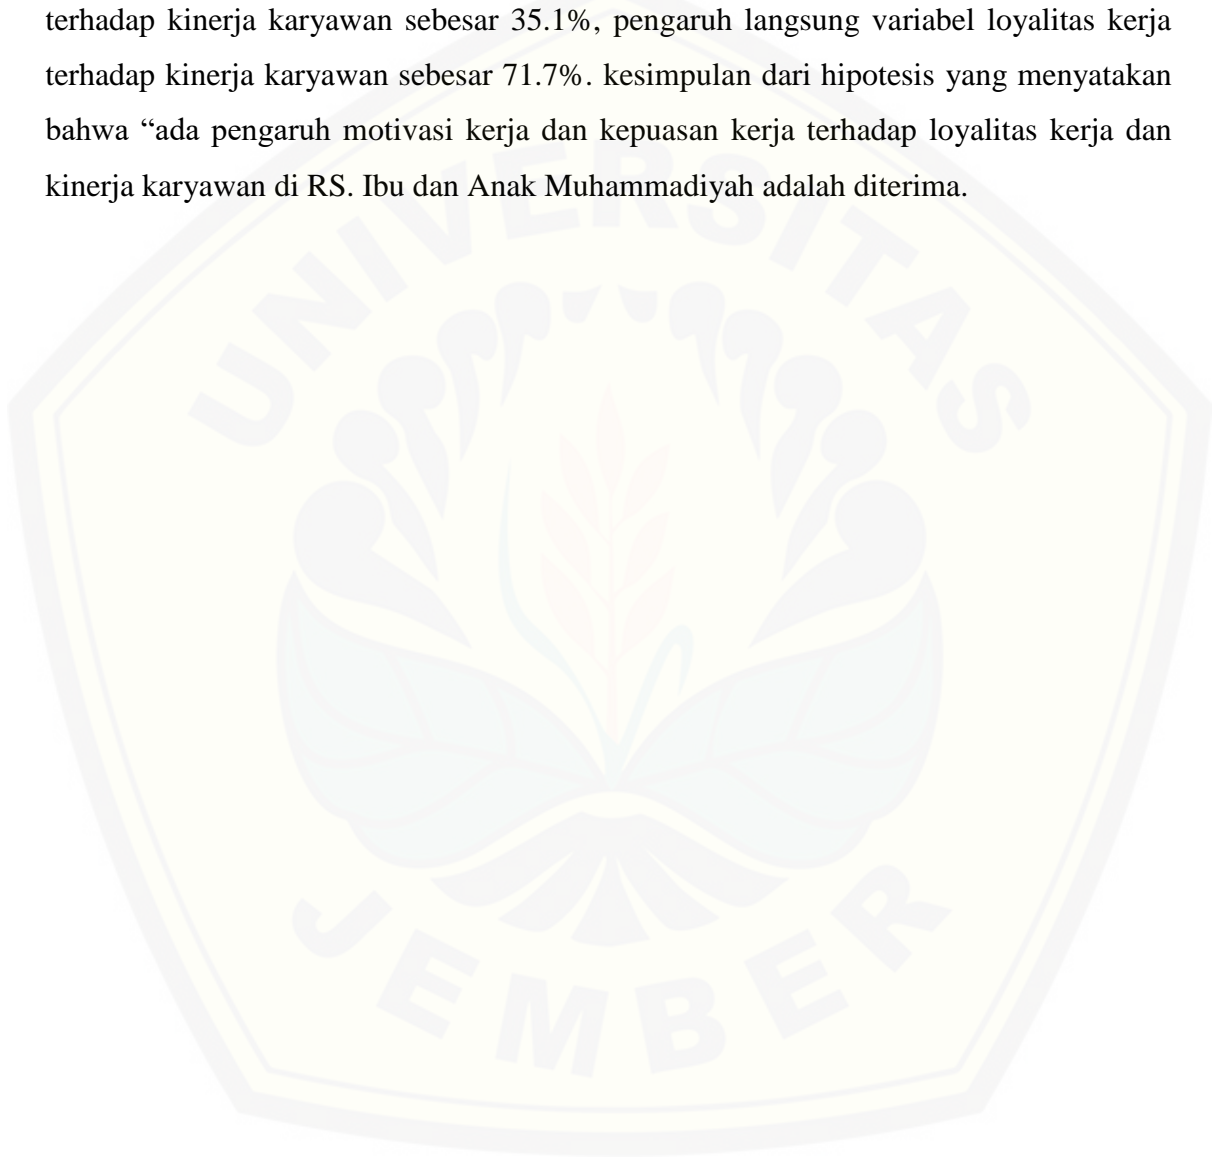 terhadap kinerja karyawan sebesar 35.1%, pengaruh langsung variabel loyalitas kerja
terhadap kinerja karyawan sebesar 71.7%. kesimpulan dari hipotesis yang menyatakan
bahwa “ada pengaruh motivasi kerja dan kepuasan kerja terhadap loyalitas kerja dan
kinerja karyawan di RS. Ibu dan Anak Muhammadiyah adalah diterima.
UNIVERSITAS
JEMBER